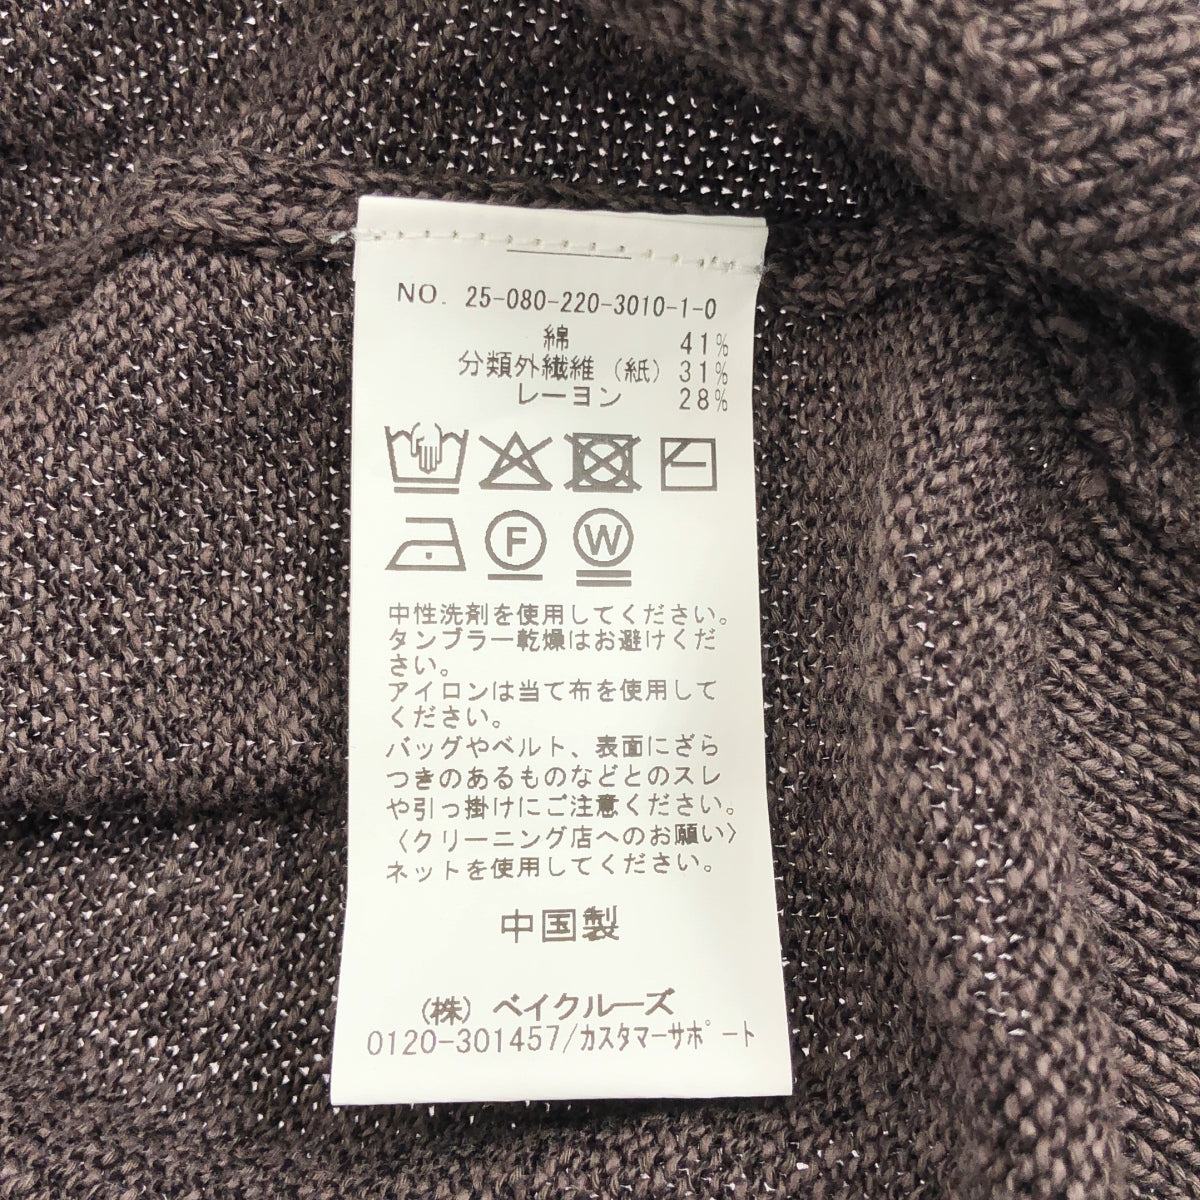 NO. 25-080-220-3010-1-0
綿 41%
分類外繊維（紙）31%
レーヨン 28%
F W
中性洗剤を使用してください。
タンブラー乾燥はお避けくだ
さい。
アイロンは当て布を使用して
ください。
バッグやベルト、表面にざら
つきのあるものなどとのスレ
や引っ掛けにご注意ください。
〈クリーニング店へのお願い〉
ネットを使用してください。
中国製
（株）ベイクルーズ
0120-301457/ｶｽﾀﾏｰｻﾎﾟｰﾄ